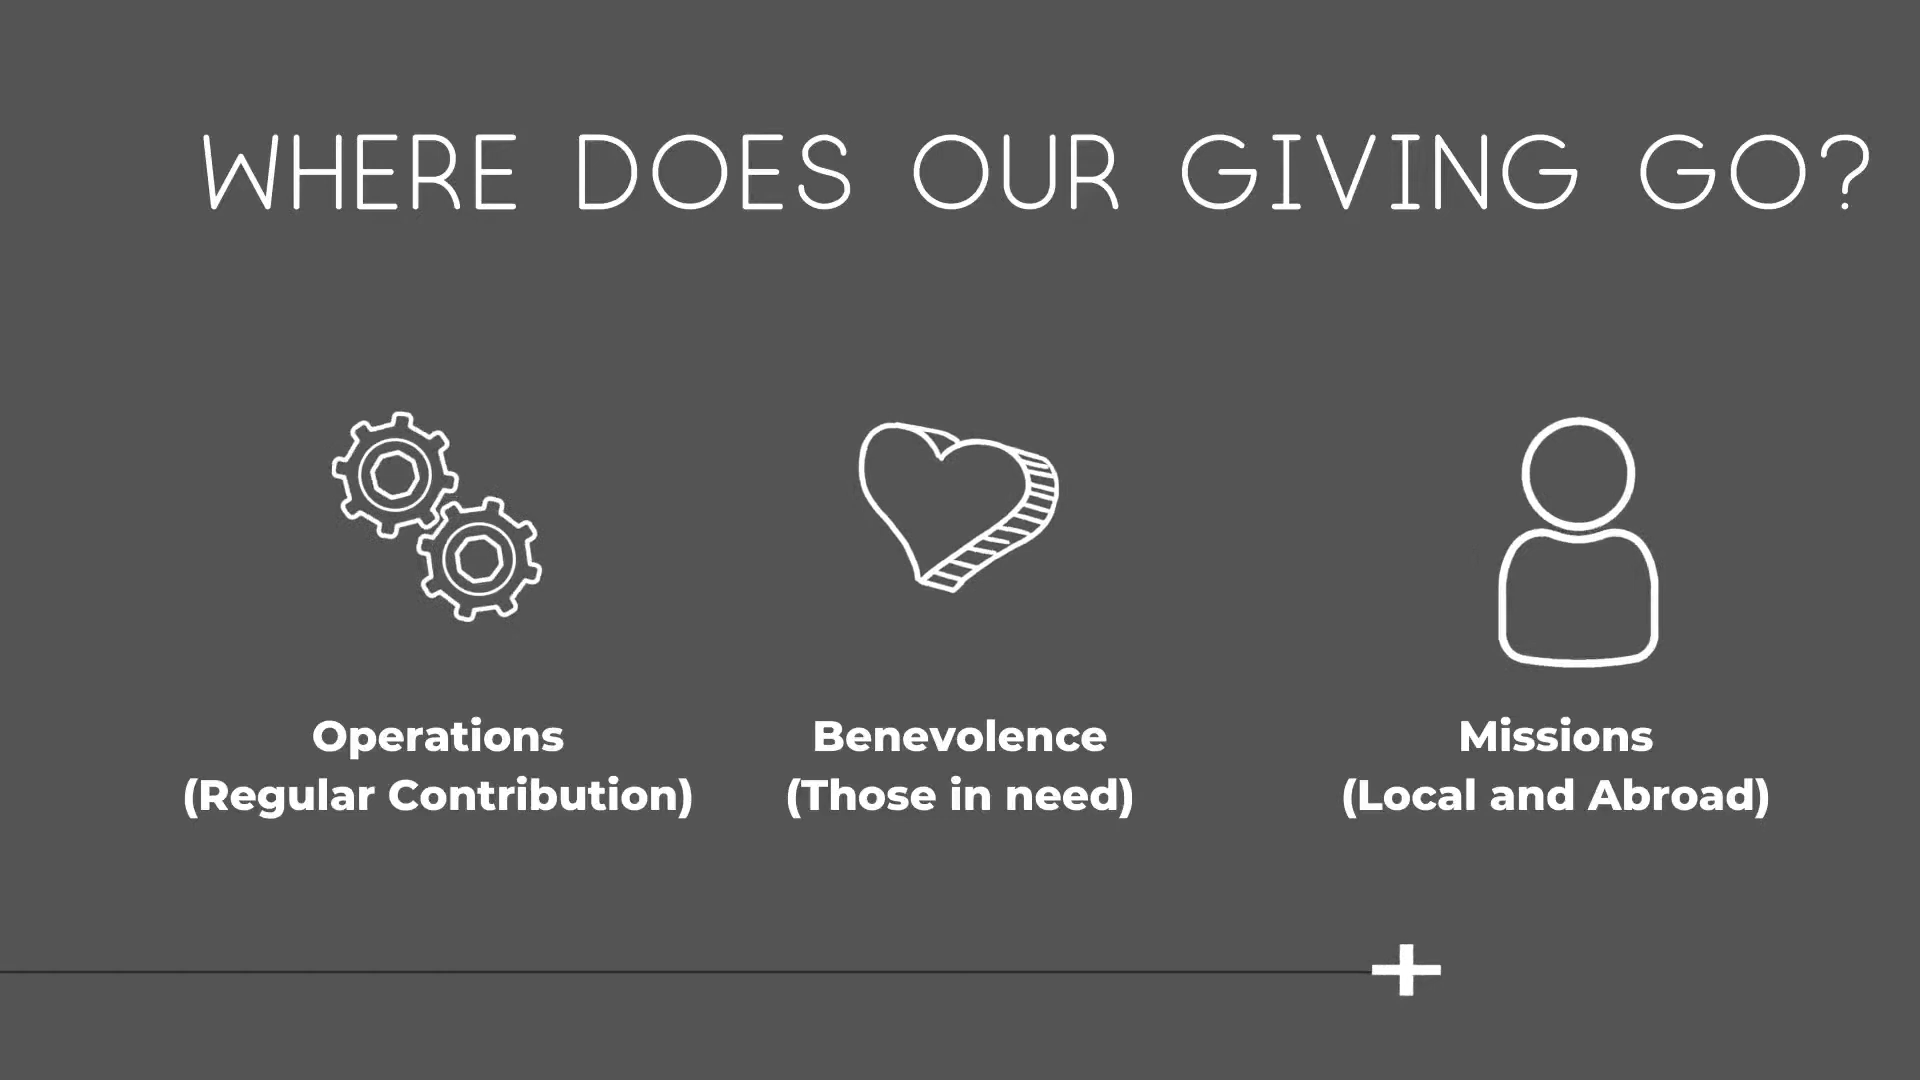 WHERE DOES OUR GIVING GO?
Operations
(Regular Contribution)
Benevolence
(Those in need)
Missions
(Local and Abroad)